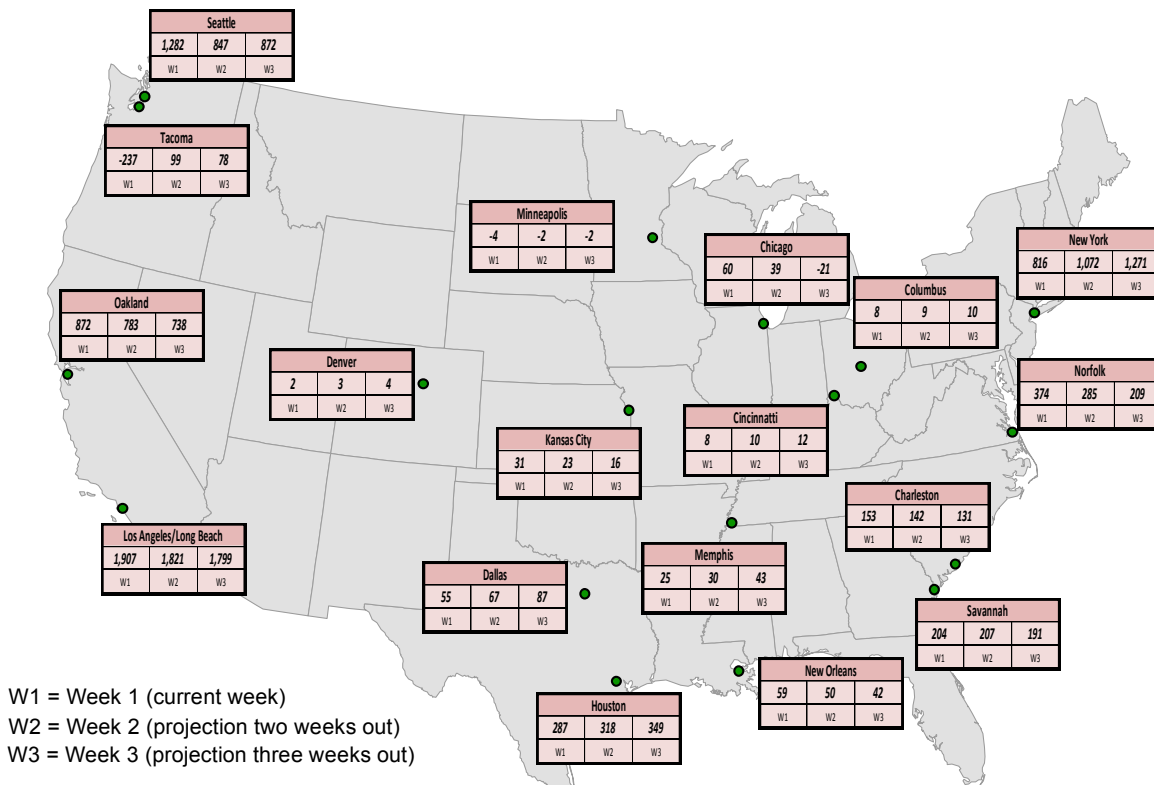 Seattle
1,282 847 872
W1 W2 W3
Tacoma
-237 99 78
W1 W2 W3
Minneapolis
-4 -2 -2
W1 W2 W3
Chicago
60 39 -21
W1 W2 W3
New York
816 1,072 1,271
W1 W2 W3
Columbus
8 9 10
W1 W2 W3
Oakland
872 783 738
W1 W2 W3
Denver
2 3 4
W1 W2 W3
Norfolk
374 285 209
W1 W2 W3
Cincinnatti
8 10 12
W1 W2 W3
Kansas City
31 23 16
W1 W2 W3
Charleston
153 142 131
W1 W2 W3
Los Angeles/Long Beach
1,907 1,821 1,799
W1 W2 W3
Memphis
25 30 43
W1 W2 W3
Dallas
55 67 87
W1 W2 W3
Savannah
204 207 191
W1 W2 W3
New Orleans
59 50 42
W1 W2 W3
Houston
287 318 349
W1 W2 W3
W1 = Week 1 (current week)
W2 = Week 2 (projection two weeks out)
W3 = Week 3 (projection three weeks out)